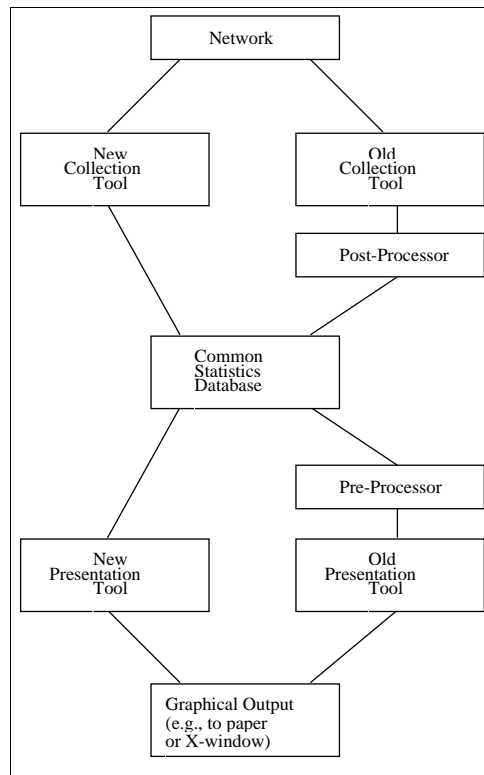 Network
New
Collection
Tool
Old
Collection
Tool
Post-Processor
Common
Statistics
Database
Pre-Processor
New
Presentation
Tool
Old
Presentation
Tool
Graphical Output
(e.g., to paper
or X-window)